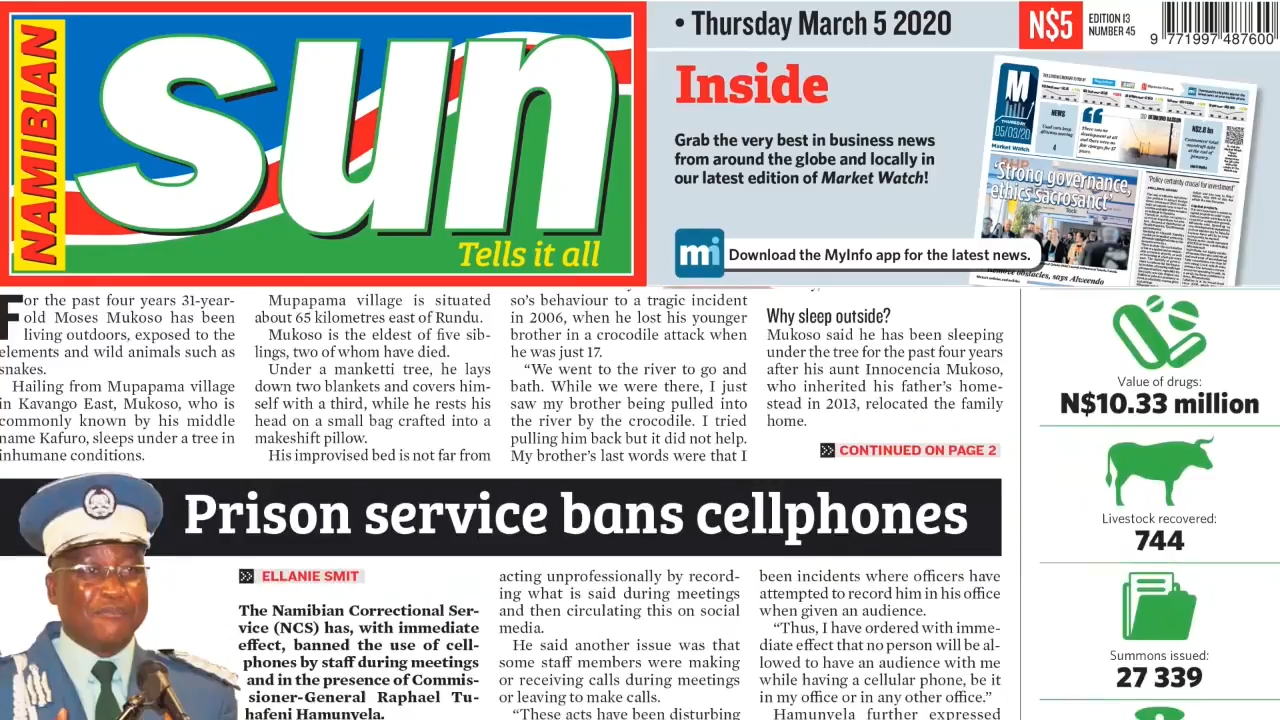 NAMIBIAN
sun
Tells it all
• Thursday March 5 2020
N$5
EDITION 13
NUMBER 45
9 771997 487600
Inside
Grab the very best in business news
from around the globe and locally in
our latest edition of Market Watch!
mi
Download the MyInfo app for the latest news.
M
THURSDAY
05/03/20
Market Watch
NEWS
4
N$2.8 bn
'Strong governance,
ethics sacrosanct'
'Policy certainty crucial for investment'
Remove obstacles, says Alweendo
For the past four years 31-year-
old Moses Mukoso has been
living outdoors, exposed to the
elements and wild animals such as
snakes.
Hailing from Mupapama village
in Kavango East, Mukoso, who is
commonly known by his middle
name Kafuro, sleeps under a tree in
inhumane conditions.
Mupapama village is situated
about 65 kilometres east of Rundu.
Mukoso is the eldest of five sib-
lings, two of whom have died.
Under a manketti tree, he lays
down two blankets and covers him-
self with a third, while he rests his
head on a small bag crafted into a
makeshift pillow.
His improvised bed is not far from
so's behaviour to a tragic incident
in 2006, when he lost his younger
brother in a crocodile attack when
he was just 17.
"We went to the river to go and
bath. While we were there, I just
saw my brother being pulled into
the river by the crocodile. I tried
pulling him back but it did not help.
My brother's last words were that I
Why sleep outside?
Mukoso said he has been sleeping
under the tree for the past four years
after his aunt Innocencia Mukoso,
who inherited his father's home-
stead in 2013, relocated the family
home.
CONTINUED ON PAGE 2
Value of drugs:
N$10.33 million
Livestock recovered:
744
Summons issued:
27 339
Prison service bans cellphones
ELLANIE SMIT
The Namibian Correctional Ser-
vice (NCS) has, with immediate
effect, banned the use of cell-
phones by staff during meetings
and in the presence of Commis-
sioner-General Raphael Tu-
hafeni Hamunyela.
acting unprofessionally by record-
ing what is said during meetings
and then circulating this on social
media.
He said another issue was that
some staff members were making
or receiving calls during meetings
or leaving to make calls.
"These acts have been disturbing
been incidents where officers have
attempted to record him in his office
when given an audience.
"Thus, I have ordered with imme-
diate effect that no person will be al-
lowed to have an audience with me
while having a cellular phone, be it
in my office or in any other office."
Hamunyela further expressed